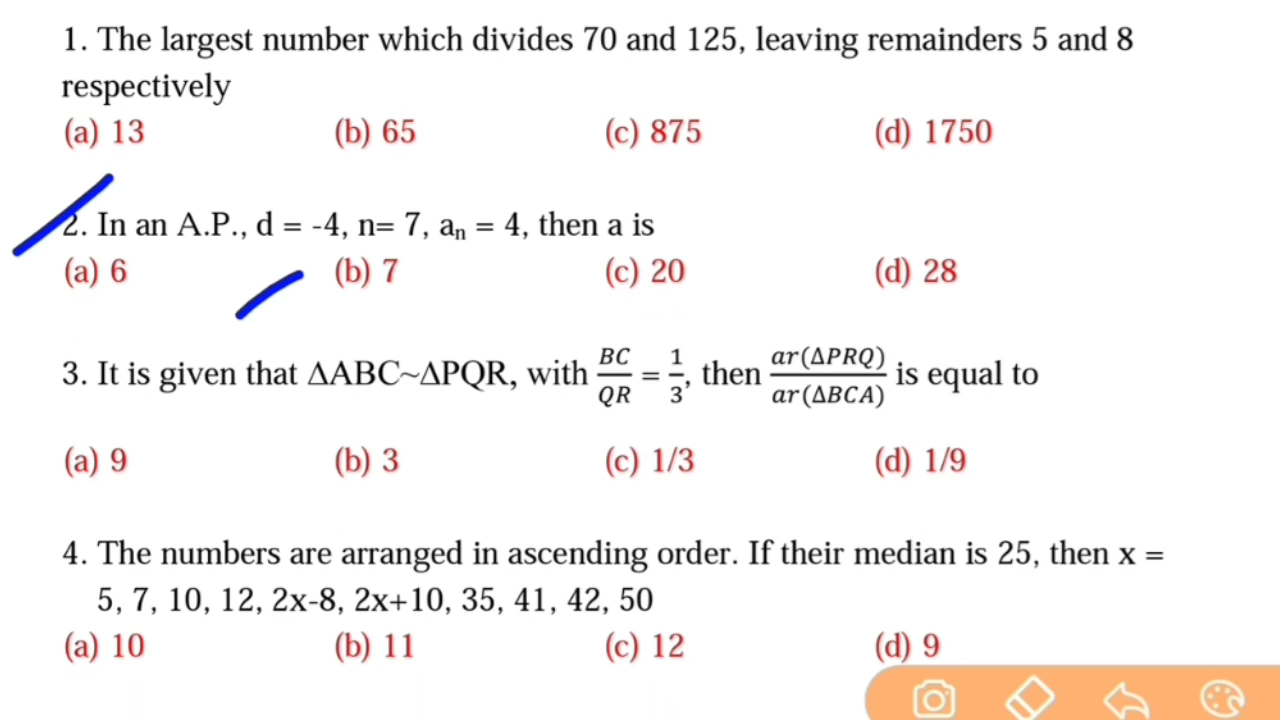 1. The largest number which divides 70 and 125, leaving remainders 5 and 8
respectively
(a) 13 (b) 65 (c) 875 (d) 1750
2. In an A.P., d = -4, n= 7, aₙ = 4, then a is
(a) 6 (b) 7 (c) 20 (d) 28
3. It is given that ΔABC~ΔPQR, with BC/QR = 1/3, then ar(ΔPRQ)/ar(ΔBCA) is equal to
(a) 9 (b) 3 (c) 1/3 (d) 1/9
4. The numbers are arranged in ascending order. If their median is 25, then x =
5, 7, 10, 12, 2x-8, 2x+10, 35, 41, 42, 50
(a) 10 (b) 11 (c) 12 (d) 9